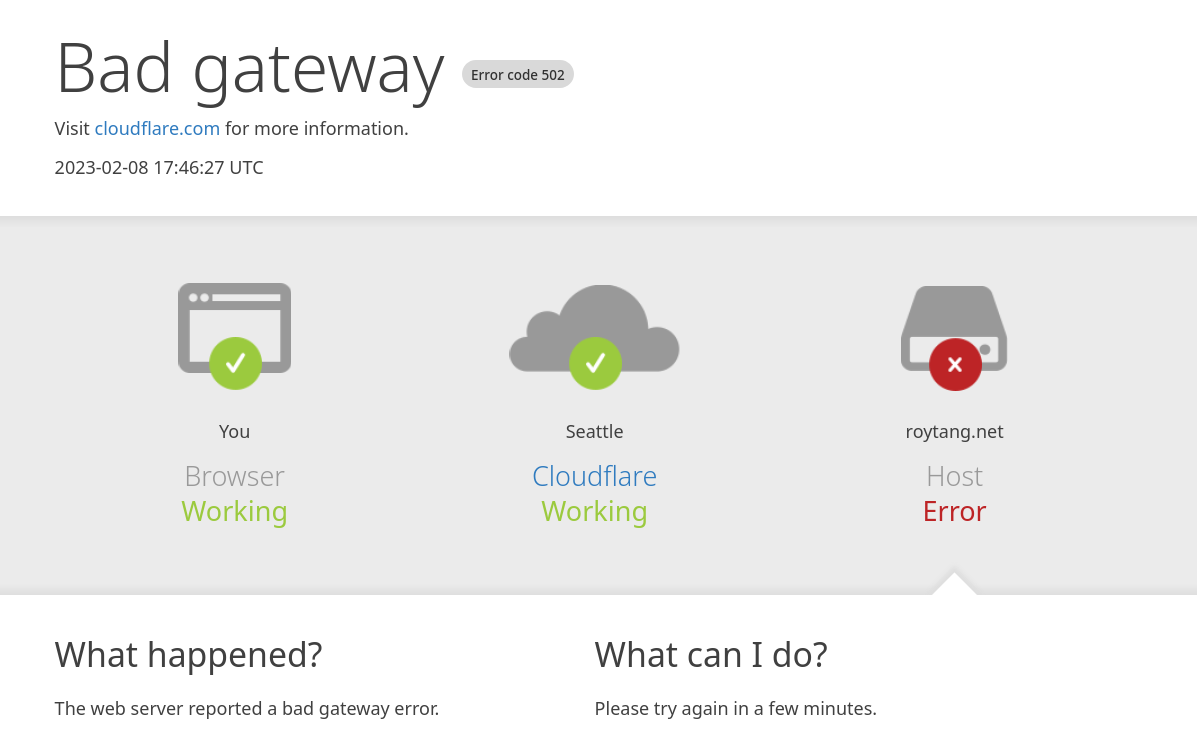 Bad gateway Error code 502
Visit cloudflare.com for more information.
2023-02-08 17:46:27 UTC
You
Browser
Working
Seattle
Cloudflare
Working
roytang.net
Host
Error
What happened?
The web server reported a bad gateway error.
What can I do?
Please try again in a few minutes.